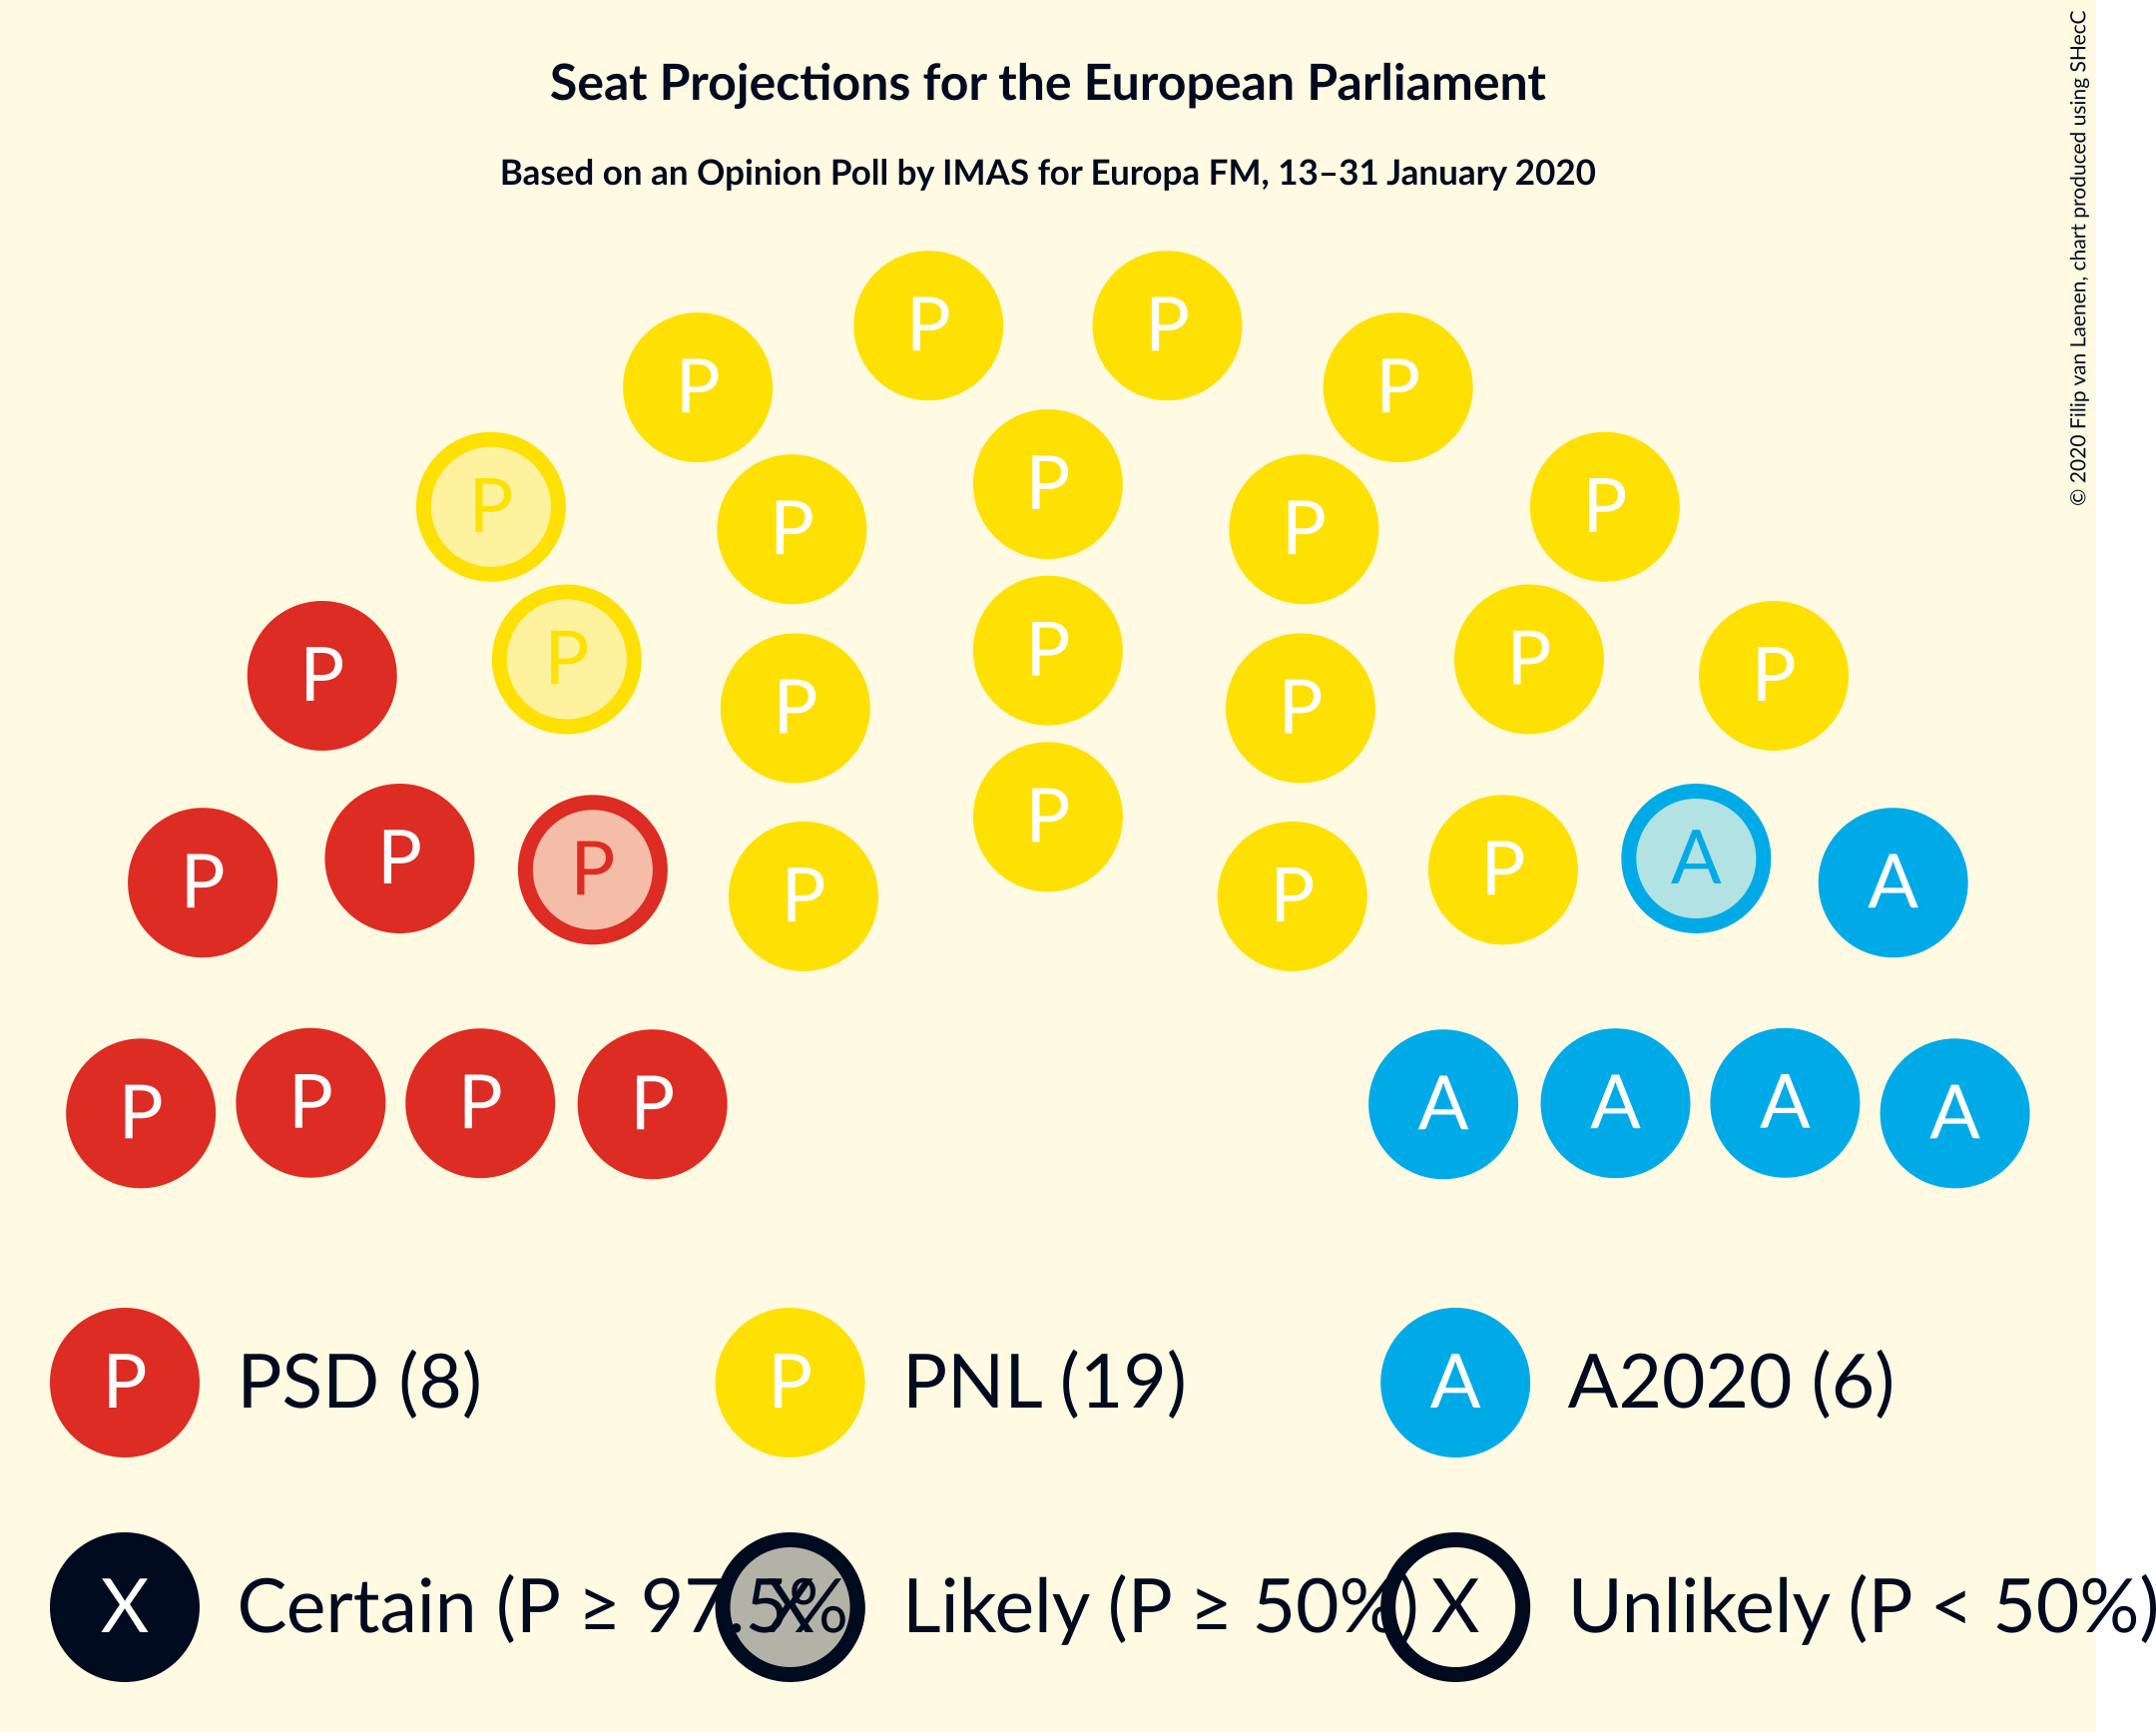 Seat Projections for the European Parliament
Based on an Opinion Poll by IMAS for Europa FM, 13–31 January 2020
© 2020 Filip van Laenen, chart produced using SHecC
P P
P P
P
P P P
P
P P
P
P P
P
P P
P
P P
P P A
P P P A
P P
P P P P A A A A
P PSD (8) P PNL (19) A A2020 (6)
X Certain (P ≥ 97.5% X Likely (P ≥ 50%) X Unlikely (P < 50%)